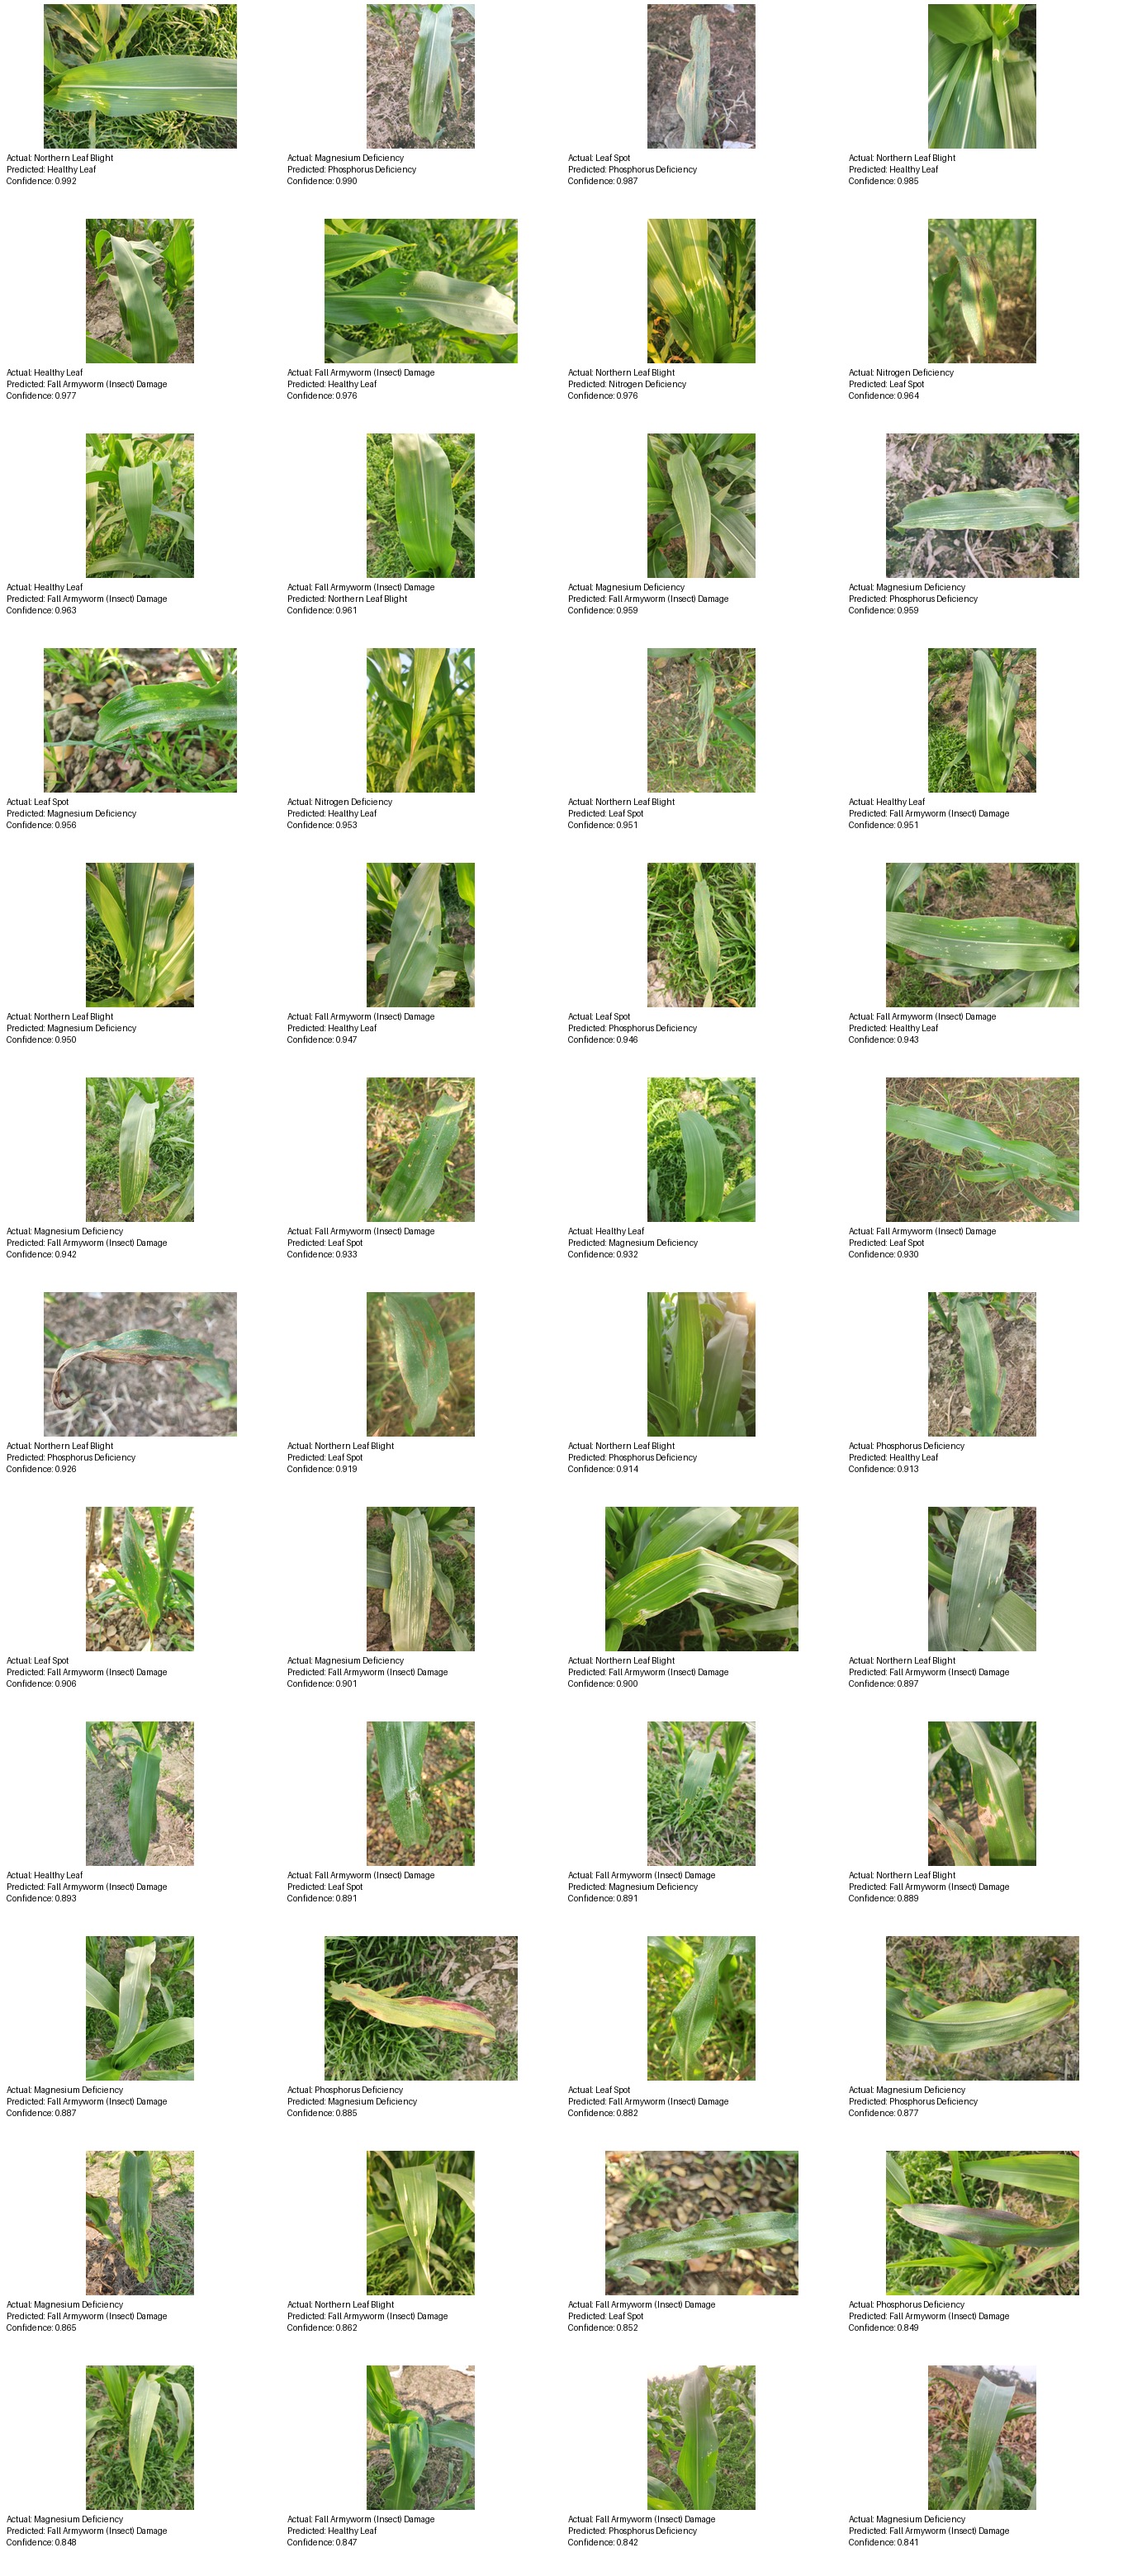 Actual: Northern Leaf Blight
Predicted: Healthy Leaf
Confidence: 0.992
Actual: Magnesium Deficiency
Predicted: Phosphorus Deficiency
Confidence: 0.990
Actual: Leaf Spot
Predicted: Phosphorus Deficiency
Confidence: 0.987
Actual: Northern Leaf Blight
Predicted: Healthy Leaf
Confidence: 0.985
Actual: Healthy Leaf
Predicted: Fall Armyworm (Insect) Damage
Confidence: 0.977
Actual: Fall Armyworm (Insect) Damage
Predicted: Healthy Leaf
Confidence: 0.976
Actual: Northern Leaf Blight
Predicted: Nitrogen Deficiency
Confidence: 0.976
Actual: Nitrogen Deficiency
Predicted: Leaf Spot
Confidence: 0.964
Actual: Healthy Leaf
Predicted: Fall Armyworm (Insect) Damage
Confidence: 0.963
Actual: Fall Armyworm (Insect) Damage
Predicted: Northern Leaf Blight
Confidence: 0.961
Actual: Magnesium Deficiency
Predicted: Fall Armyworm (Insect) Damage
Confidence: 0.959
Actual: Magnesium Deficiency
Predicted: Phosphorus Deficiency
Confidence: 0.959
Actual: Leaf Spot
Predicted: Magnesium Deficiency
Confidence: 0.956
Actual: Nitrogen Deficiency
Predicted: Healthy Leaf
Confidence: 0.953
Actual: Northern Leaf Blight
Predicted: Leaf Spot
Confidence: 0.951
Actual: Healthy Leaf
Predicted: Fall Armyworm (Insect) Damage
Confidence: 0.951
Actual: Northern Leaf Blight
Predicted: Magnesium Deficiency
Confidence: 0.950
Actual: Fall Armyworm (Insect) Damage
Predicted: Healthy Leaf
Confidence: 0.947
Actual: Leaf Spot
Predicted: Phosphorus Deficiency
Confidence: 0.946
Actual: Fall Armyworm (Insect) Damage
Predicted: Healthy Leaf
Confidence: 0.943
Actual: Magnesium Deficiency
Predicted: Fall Armyworm (Insect) Damage
Confidence: 0.942
Actual: Fall Armyworm (Insect) Damage
Predicted: Leaf Spot
Confidence: 0.933
Actual: Healthy Leaf
Predicted: Magnesium Deficiency
Confidence: 0.932
Actual: Fall Armyworm (Insect) Damage
Predicted: Leaf Spot
Confidence: 0.930
Actual: Northern Leaf Blight
Predicted: Phosphorus Deficiency
Confidence: 0.926
Actual: Northern Leaf Blight
Predicted: Leaf Spot
Confidence: 0.919
Actual: Northern Leaf Blight
Predicted: Phosphorus Deficiency
Confidence: 0.914
Actual: Phosphorus Deficiency
Predicted: Healthy Leaf
Confidence: 0.913
Actual: Leaf Spot
Predicted: Fall Armyworm (Insect) Damage
Confidence: 0.906
Actual: Magnesium Deficiency
Predicted: Fall Armyworm (Insect) Damage
Confidence: 0.901
Actual: Northern Leaf Blight
Predicted: Fall Armyworm (Insect) Damage
Confidence: 0.900
Actual: Northern Leaf Blight
Predicted: Fall Armyworm (Insect) Damage
Confidence: 0.897
Actual: Healthy Leaf
Predicted: Fall Armyworm (Insect) Damage
Confidence: 0.893
Actual: Fall Armyworm (Insect) Damage
Predicted: Leaf Spot
Confidence: 0.891
Actual: Fall Armyworm (Insect) Damage
Predicted: Magnesium Deficiency
Confidence: 0.891
Actual: Northern Leaf Blight
Predicted: Fall Armyworm (Insect) Damage
Confidence: 0.889
Actual: Magnesium Deficiency
Predicted: Fall Armyworm (Insect) Damage
Confidence: 0.887
Actual: Phosphorus Deficiency
Predicted: Magnesium Deficiency
Confidence: 0.885
Actual: Leaf Spot
Predicted: Fall Armyworm (Insect) Damage
Confidence: 0.882
Actual: Magnesium Deficiency
Predicted: Phosphorus Deficiency
Confidence: 0.877
Actual: Magnesium Deficiency
Predicted: Fall Armyworm (Insect) Damage
Confidence: 0.865
Actual: Northern Leaf Blight
Predicted: Fall Armyworm (Insect) Damage
Confidence: 0.862
Actual: Fall Armyworm (Insect) Damage
Predicted: Leaf Spot
Confidence: 0.852
Actual: Phosphorus Deficiency
Predicted: Fall Armyworm (Insect) Damage
Confidence: 0.849
Actual: Magnesium Deficiency
Predicted: Fall Armyworm (Insect) Damage
Confidence: 0.848
Actual: Fall Armyworm (Insect) Damage
Predicted: Healthy Leaf
Confidence: 0.847
Actual: Fall Armyworm (Insect) Damage
Predicted: Phosphorus Deficiency
Confidence: 0.842
Actual: Magnesium Deficiency
Predicted: Fall Armyworm (Insect) Damage
Confidence: 0.841